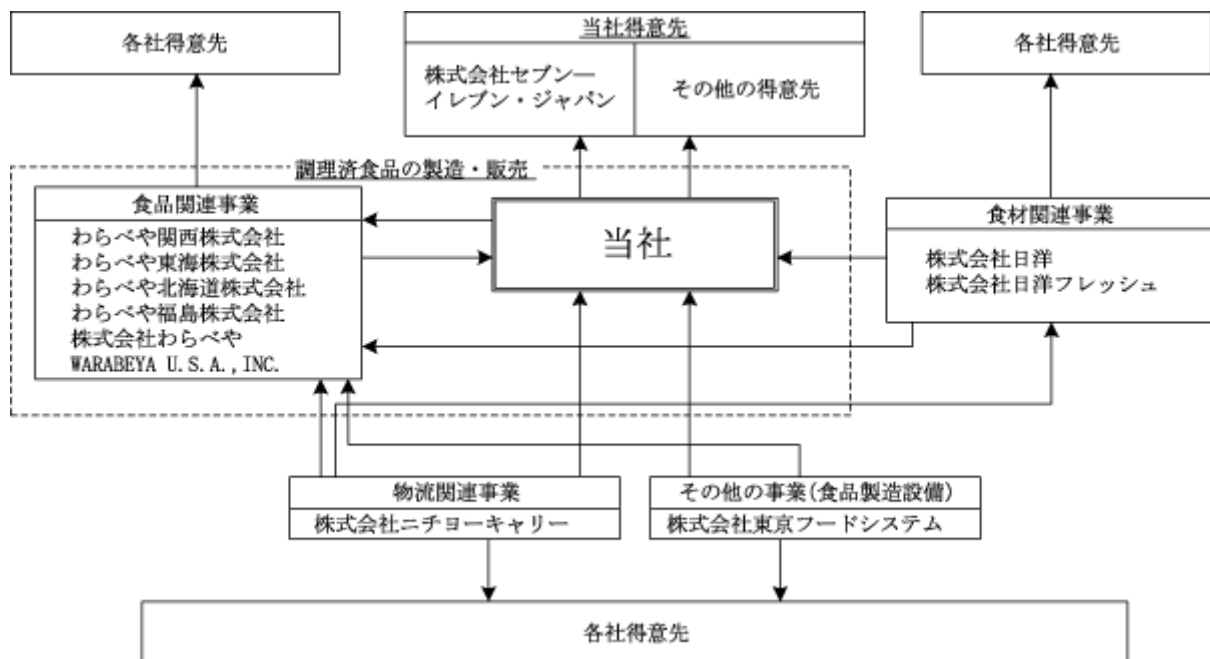 各社得意先
当社得意先
各社得意先
株式会社セブン―
イレブン・ジャパン
その他の得意先
調理済食品の製造・販売
食品関連事業
わらべや関西株式会社
わらべや東海株式会社
わらべや北海道株式会社
わらべや福島株式会社
株式会社わらべや
WARABEYA U.S.A.,INC.
当社
食材関連事業
株式会社日洋
株式会社日洋フレッシュ
物流関連事業
株式会社ニチヨーキャリー
その他の事業(食品製造設備)
株式会社東京フードシステム
各社得意先